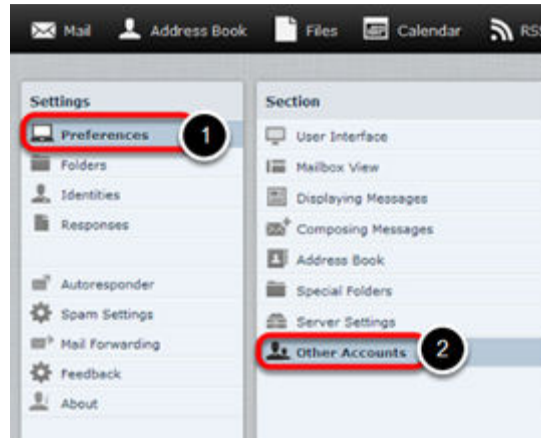 Mail Address Book Files Calendar RSS
Settings
Preferences 1
Folders
Identities
Responses
Autoresponder
Spam Settings
Mail Forwarding
Feedback
About
Section
User Interface
Mailbox View
Displaying Messages
Composing Messages
Address Book
Special Folders
Server Settings
Other Accounts 2